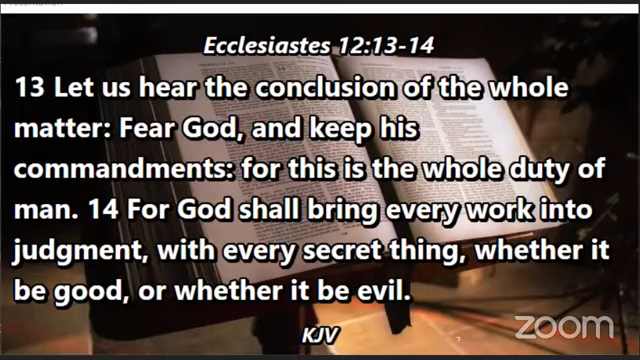 Ecclesiastes 12:13-14
13 Let us hear the conclusion of the whole
matter: Fear God, and keep his
commandments: for this is the whole duty of
man. 14 For God shall bring every work into
judgment, with every secret thing, whether it
be good, or whether it be evil.
KJV
zoom